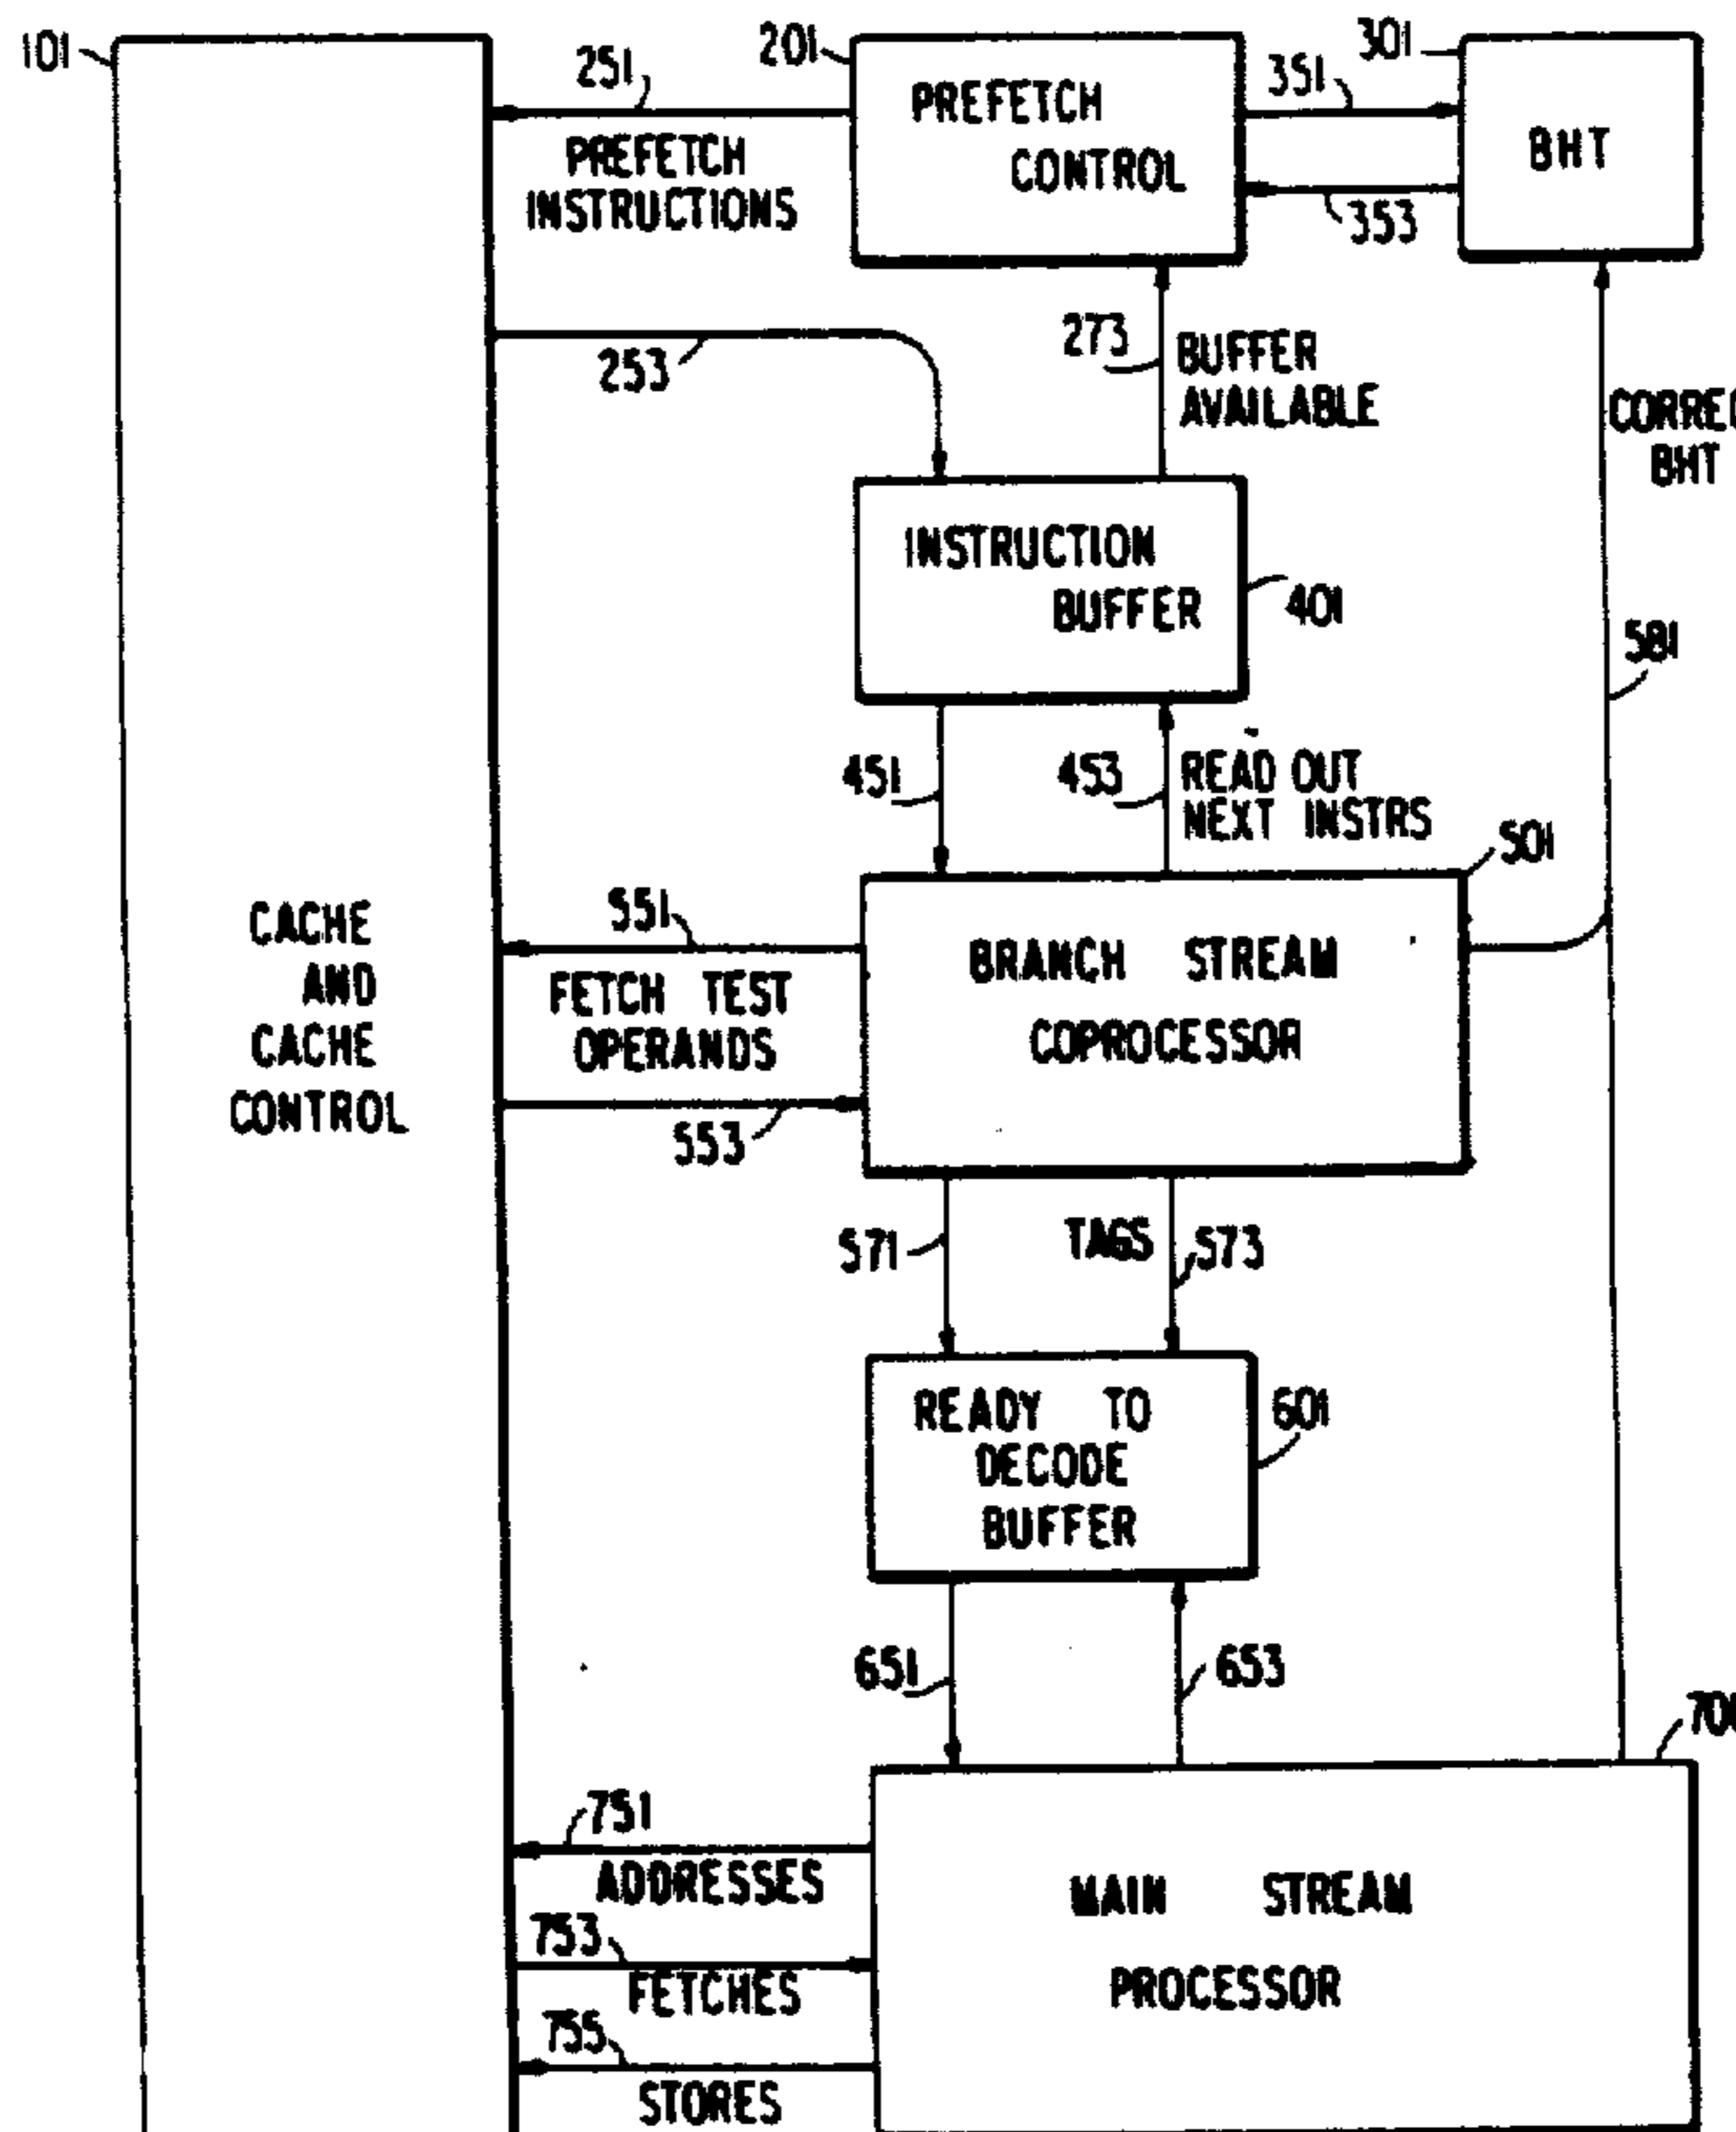 101
251
201
351
301
PREFETCH
CONTROL
BHT
PREFETCH
INSTRUCTIONS
353
253
273
BUFFER
AVAILABLE
BHT
INSTRUCTION
BUFFER
401
581
451
453
READ OUT
NEXT INSTRS
501
551
CACHE
AND
CACHE
CONTROL
FETCH TEST
OPERANDS
BRANCH STREAM
COPROCESSOR
553
571
TAGS
573
READY TO
DECODE
BUFFER
601
651
653
751
ADDRESSES
753
FETCHES
755
STORES
MAIN STREAM
PROCESSOR